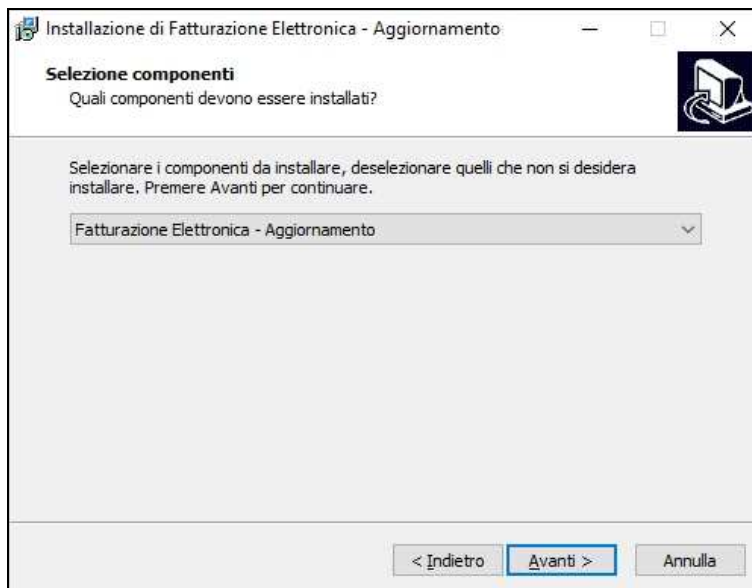 Installazione di Fatturazione Elettronica - Aggiornamento
Selezione componenti
Quali componenti devono essere installati?
Selezionare i componenti da installare, deselezionare quelli che non si desidera
installare. Premere Avanti per continuare.
Fatturazione Elettronica - Aggiornamento
< Indietro
Avanti >
Annulla